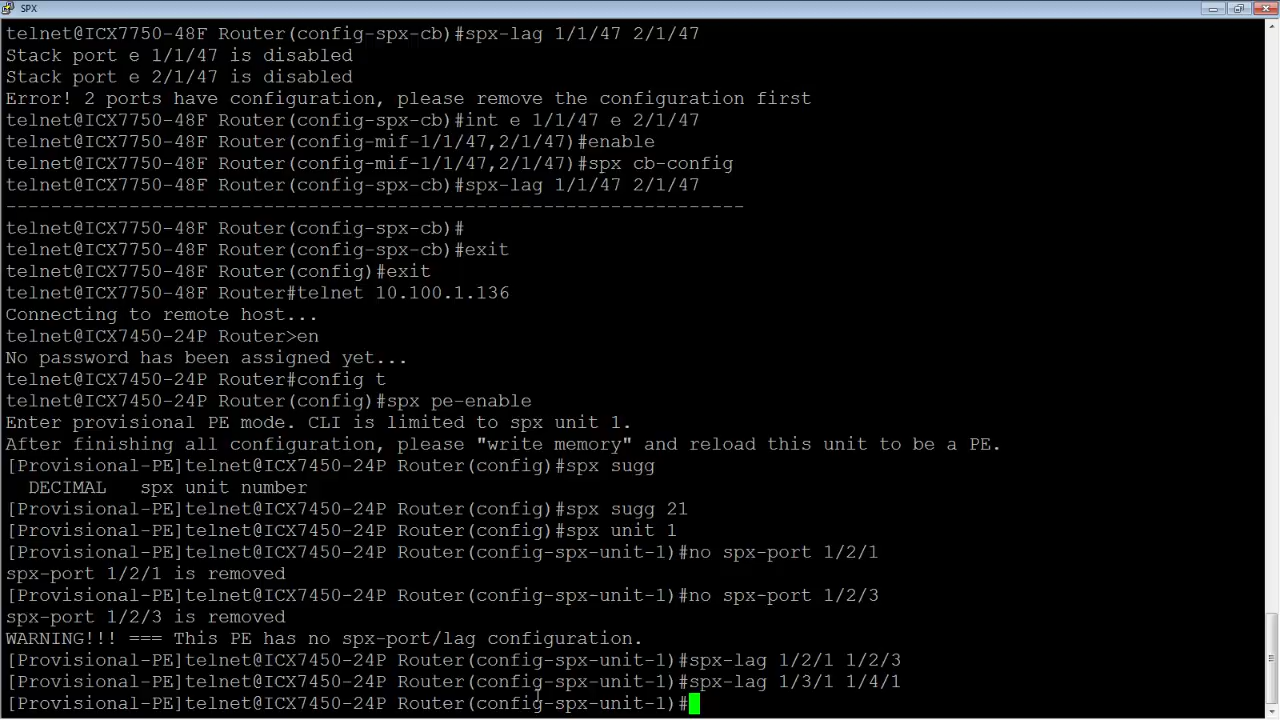 SPX
telnet@ICX7750-48F Router(config-spx-cb)#spx-lag 1/1/47 2/1/47
Stack port e 1/1/47 is disabled
Stack port e 2/1/47 is disabled
Error! 2 ports have configuration, please remove the configuration first
telnet@ICX7750-48F Router(config-spx-cb)#int e 1/1/47 e 2/1/47
telnet@ICX7750-48F Router(config-mif-1/1/47,2/1/47)#enable
telnet@ICX7750-48F Router(config-mif-1/1/47,2/1/47)#spx cb-config
telnet@ICX7750-48F Router(config-spx-cb)#spx-lag 1/1/47 2/1/47
------------------------------------------------------------------
telnet@ICX7750-48F Router(config-spx-cb)#
telnet@ICX7750-48F Router(config-spx-cb)#exit
telnet@ICX7750-48F Router(config)#exit
telnet@ICX7750-48F Router#telnet 10.100.1.136
Connecting to remote host...
telnet@ICX7450-24P Router>en
No password has been assigned yet...
telnet@ICX7450-24P Router#config t
telnet@ICX7450-24P Router(config)#spx pe-enable
Enter provisional PE mode. CLI is limited to spx unit 1.
After finishing all configuration, please "write memory" and reload this unit to be a PE.
[Provisional-PE]telnet@ICX7450-24P Router(config)#spx sugg
DECIMAL   spx unit number
[Provisional-PE]telnet@ICX7450-24P Router(config)#spx sugg 21
[Provisional-PE]telnet@ICX7450-24P Router(config)#spx unit 1
[Provisional-PE]telnet@ICX7450-24P Router(config-spx-unit-1)#no spx-port 1/2/1
spx-port 1/2/1 is removed
[Provisional-PE]telnet@ICX7450-24P Router(config-spx-unit-1)#no spx-port 1/2/3
spx-port 1/2/3 is removed
WARNING!!! === This PE has no spx-port/lag configuration.
[Provisional-PE]telnet@ICX7450-24P Router(config-spx-unit-1)#spx-lag 1/2/1 1/2/3
[Provisional-PE]telnet@ICX7450-24P Router(config-spx-unit-1)#spx-lag 1/3/1 1/4/1
[Provisional-PE]telnet@ICX7450-24P Router(config-spx-unit-1)#